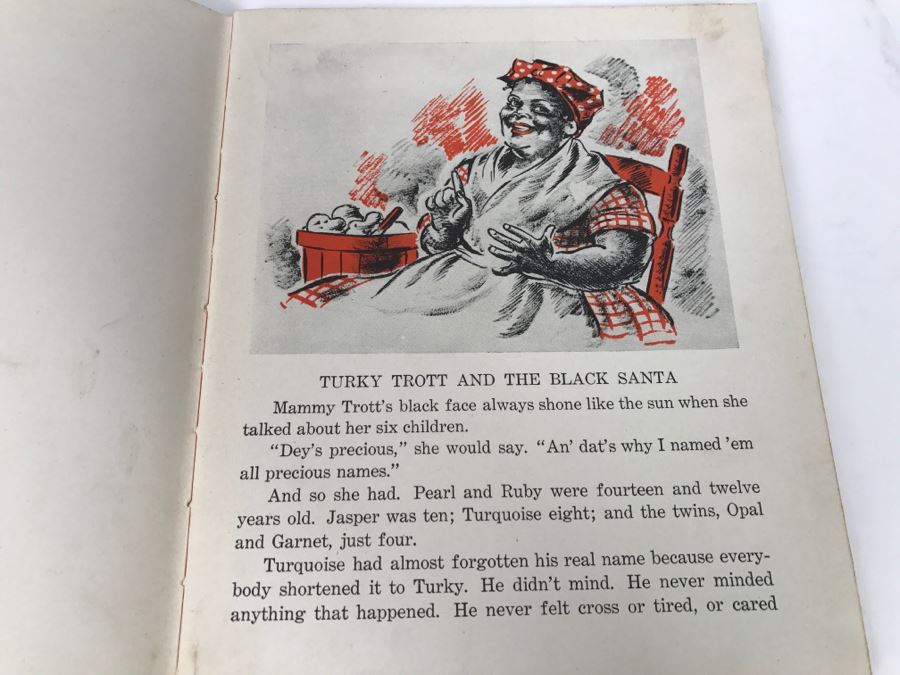 TURKY TROTT AND THE BLACK SANTA
Mammy Trott's black face always shone like the sun when she
talked about her six children.
"Dey's precious," she would say. "An' dat's why I named 'em
all precious names."
And so she had. Pearl and Ruby were fourteen and twelve
years old. Jasper was ten; Turquoise eight; and the twins, Opal
and Garnet, just four.
Turquoise had almost forgotten his real name because every-
body shortened it to Turky. He didn't mind. He never minded
anything that happened. He never felt cross or tired, or cared